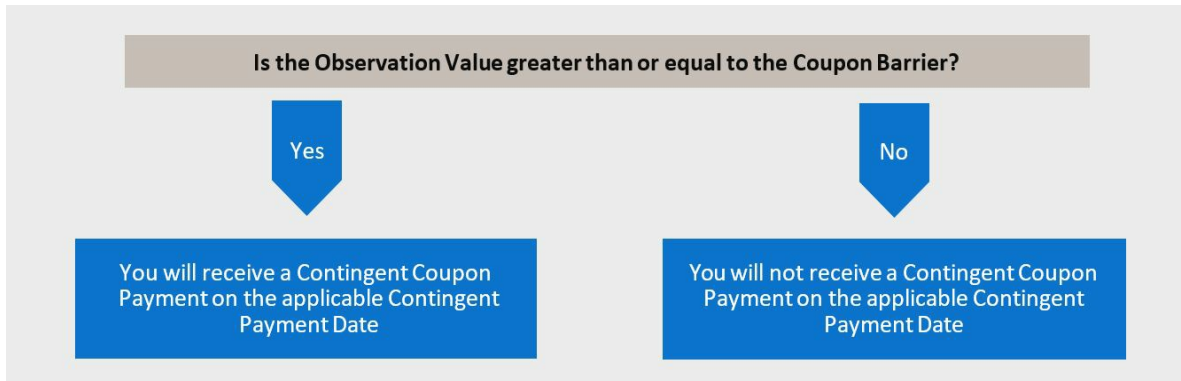 Is the Observation Value greater than or equal to the Coupon Barrier?
Yes
No
You will receive a Contingent Coupon
Payment on the applicable Contingent
Payment Date
You will not receive a Contingent Coupon
Payment on the applicable Contingent
Payment Date